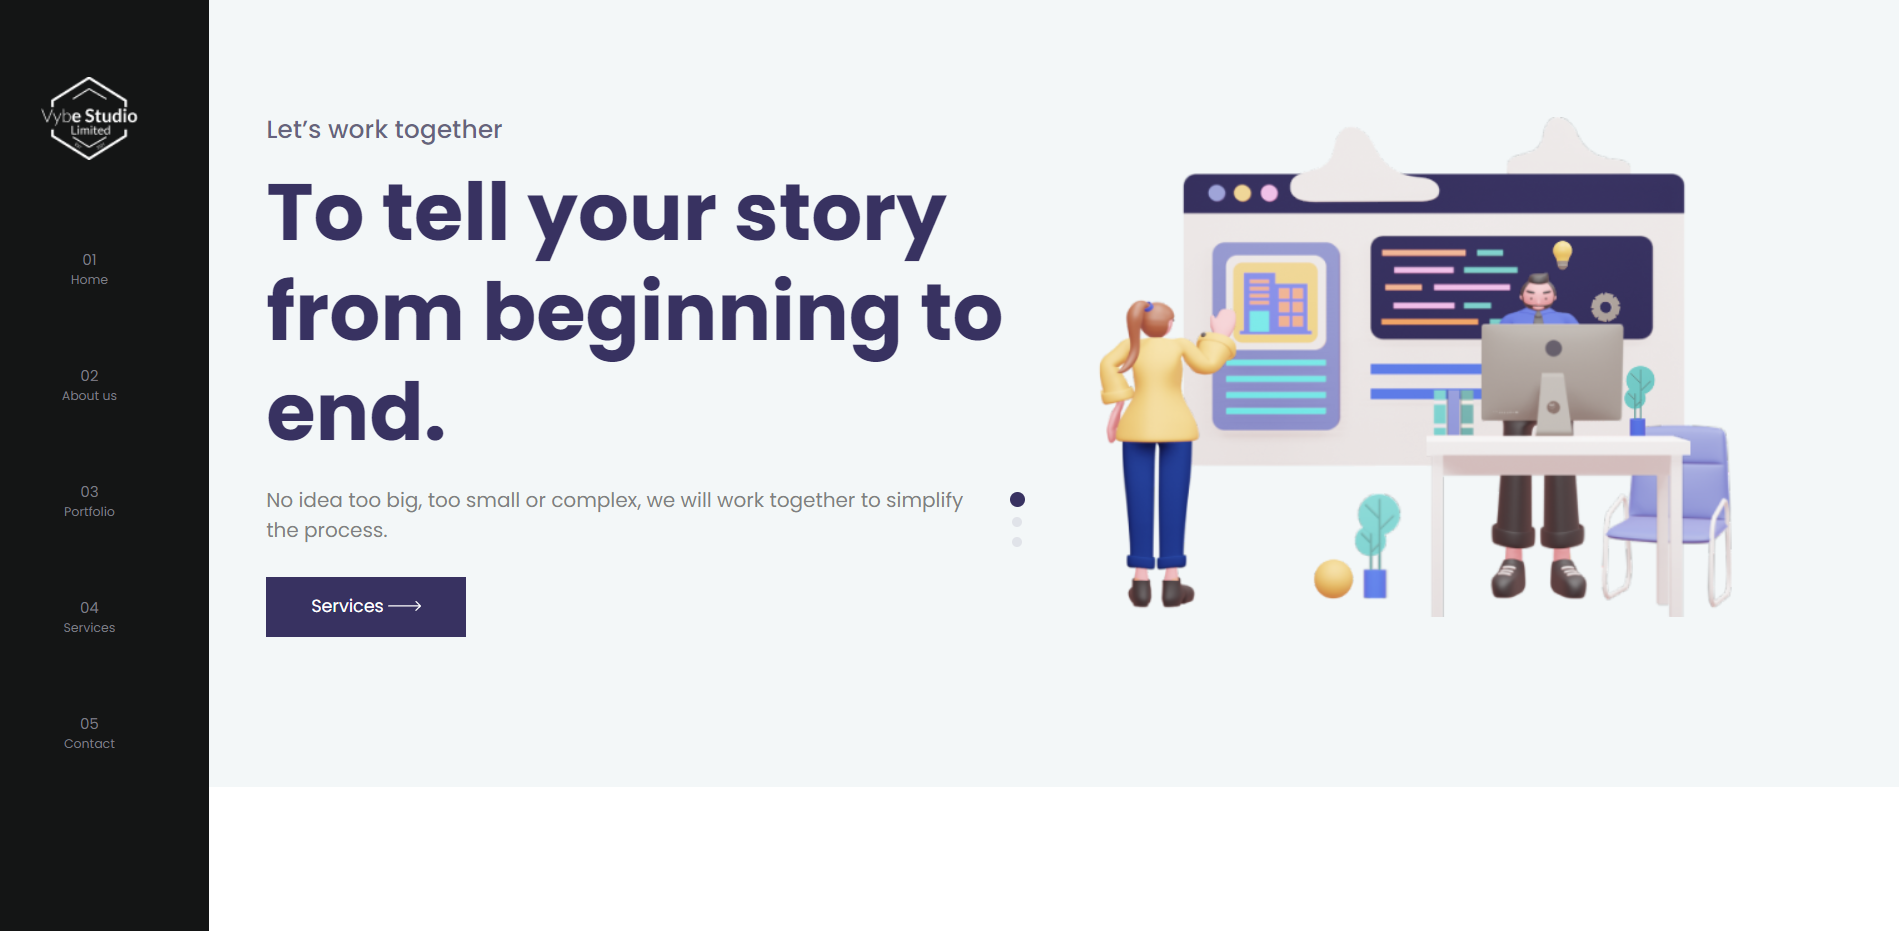 Vybe Studio
Limited
01
Home
02
About us
03
Portfolio
04
Services
05
Contact
Let’s work together
To tell your story
from beginning to
end.
No idea too big, too small or complex, we will work together to simplify
the process.
Services